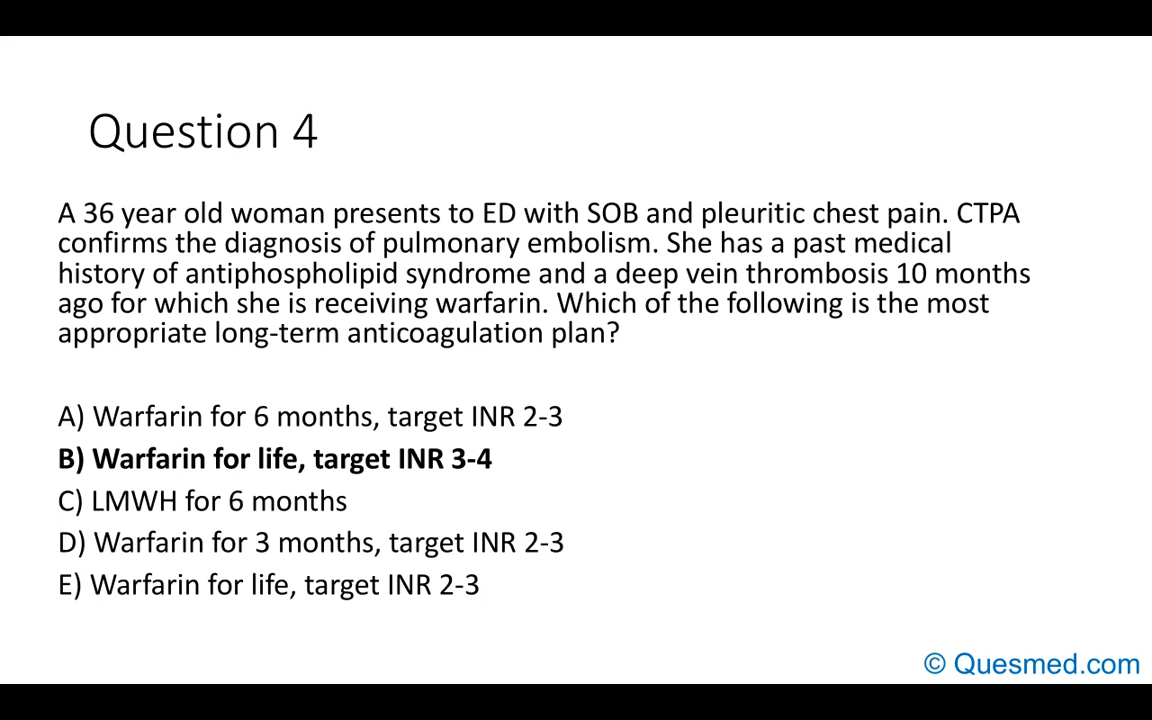 Question 4
A 36 year old woman presents to ED with SOB and pleuritic chest pain. CTPA
confirms the diagnosis of pulmonary embolism. She has a past medical
history of antiphospholipid syndrome and a deep vein thrombosis 10 months
ago for which she is receiving warfarin. Which of the following is the most
appropriate long-term anticoagulation plan?
A) Warfarin for 6 months, target INR 2-3
B) Warfarin for life, target INR 3-4
C) LMWH for 6 months
D) Warfarin for 3 months, target INR 2-3
E) Warfarin for life, target INR 2-3
© Quesmed.com